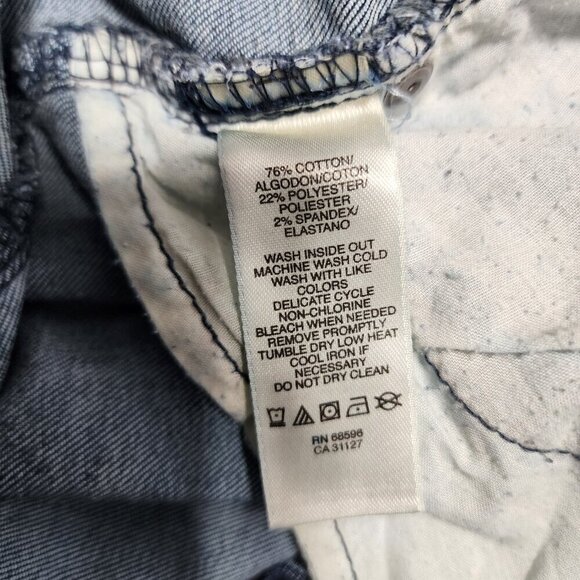 76% COTTON/
ALGODON/COTON
22% POLYESTER/
POLIESTER
2% SPANDEX/
ELASTANO
WASH INSIDE OUT
MACHINE WASH COLD
WASH WITH LIKE
COLORS
DELICATE CYCLE
NON-CHLORINE
BLEACH WHEN NEEDED
REMOVE PROMPTLY
TUMBLE DRY LOW HEAT
COOL IRON IF
NECESSARY
DO NOT DRY CLEAN
RN 68596
CA 31127